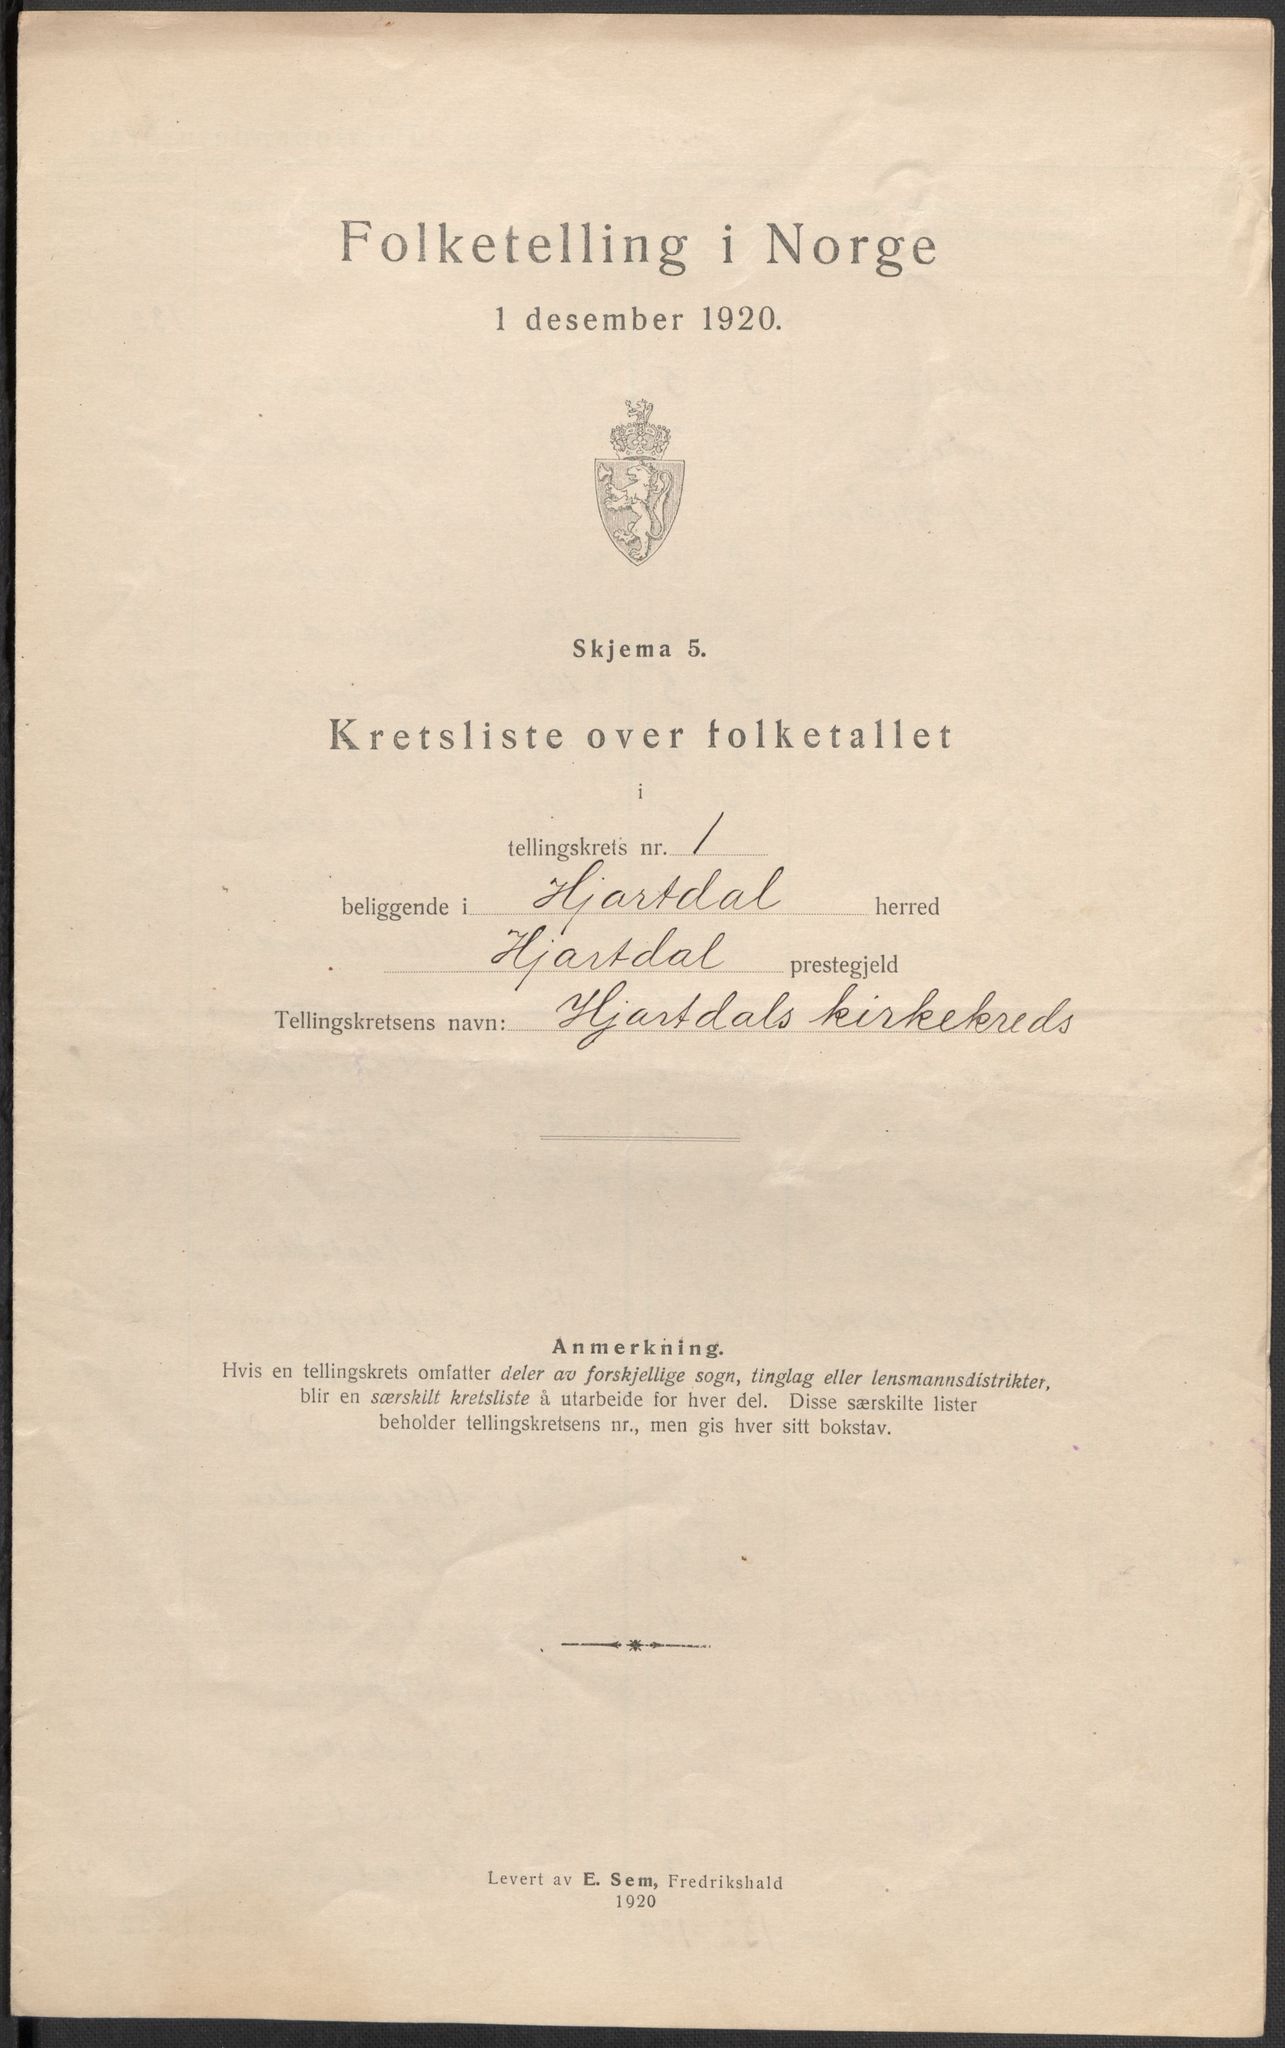 Folketelling i Norge
1 desember 1920.
Skjema 5.
Kretsliste over folketallet
i
tellingskrets nr. 1
beliggende i Hjartdal herred
Hjartdal prestegjeld
Tellingskretsens navn: Hjartdals kirkekreds
Anmerkning.
Hvis en tellingskrets omfatter deler av forskjellige sogn, tinglag eller lensmannsdistrikter,
blir en særskilt kretsliste å utarbeide for hver del. Disse særskilte lister
beholder tellingskretsens nr., men gis hver sitt bokstav.
Levert av E. Sem, Fredrikshald
1920